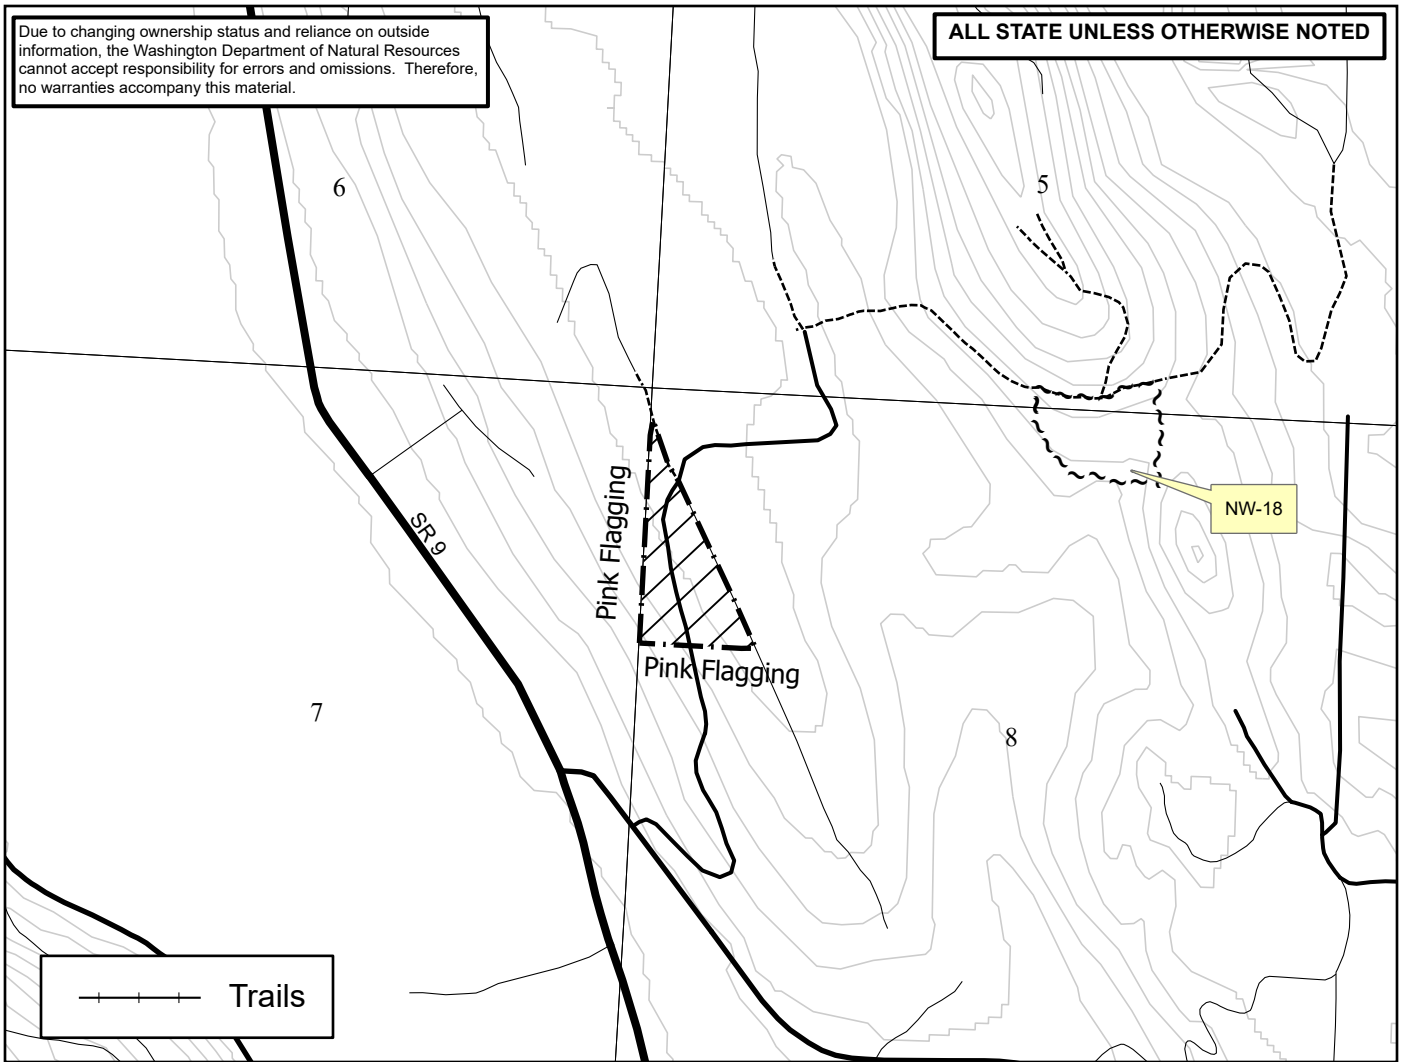 Due to changing ownership status and reliance on outside
information, the Washington Department of Natural Resources
cannot accept responsibility for errors and omissions. Therefore,
no warranties accompany this material.
ALL STATE UNLESS OTHERWISE NOTED
6
5
Pink Flagging
SR 9
NW-18
Pink Flagging
7
8
Trails